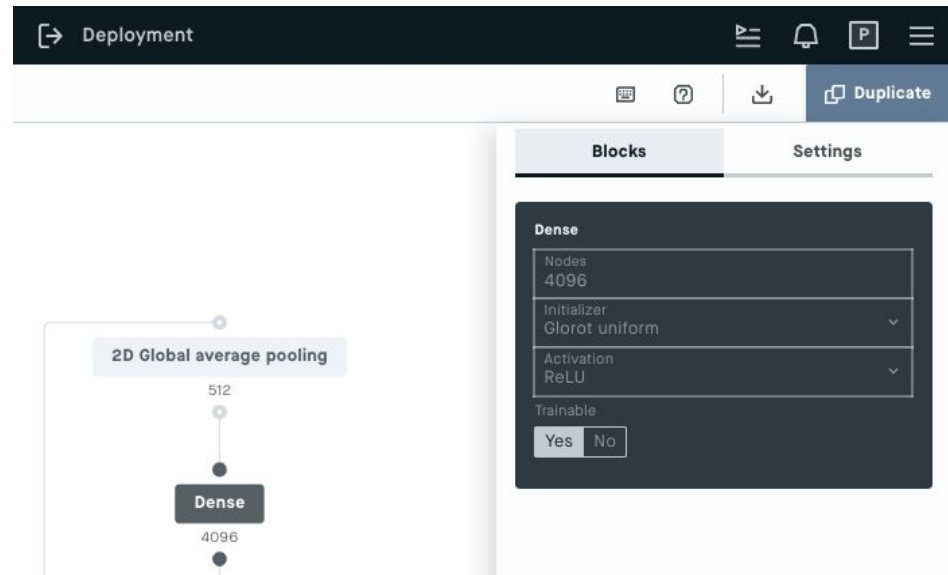 Deployment
P
Duplicate
Blocks
Settings
Dense
Nodes
4096
Initializer
Glorot uniform
Activation
ReLU
Trainable
Yes No
2D Global average pooling
512
Dense
4096